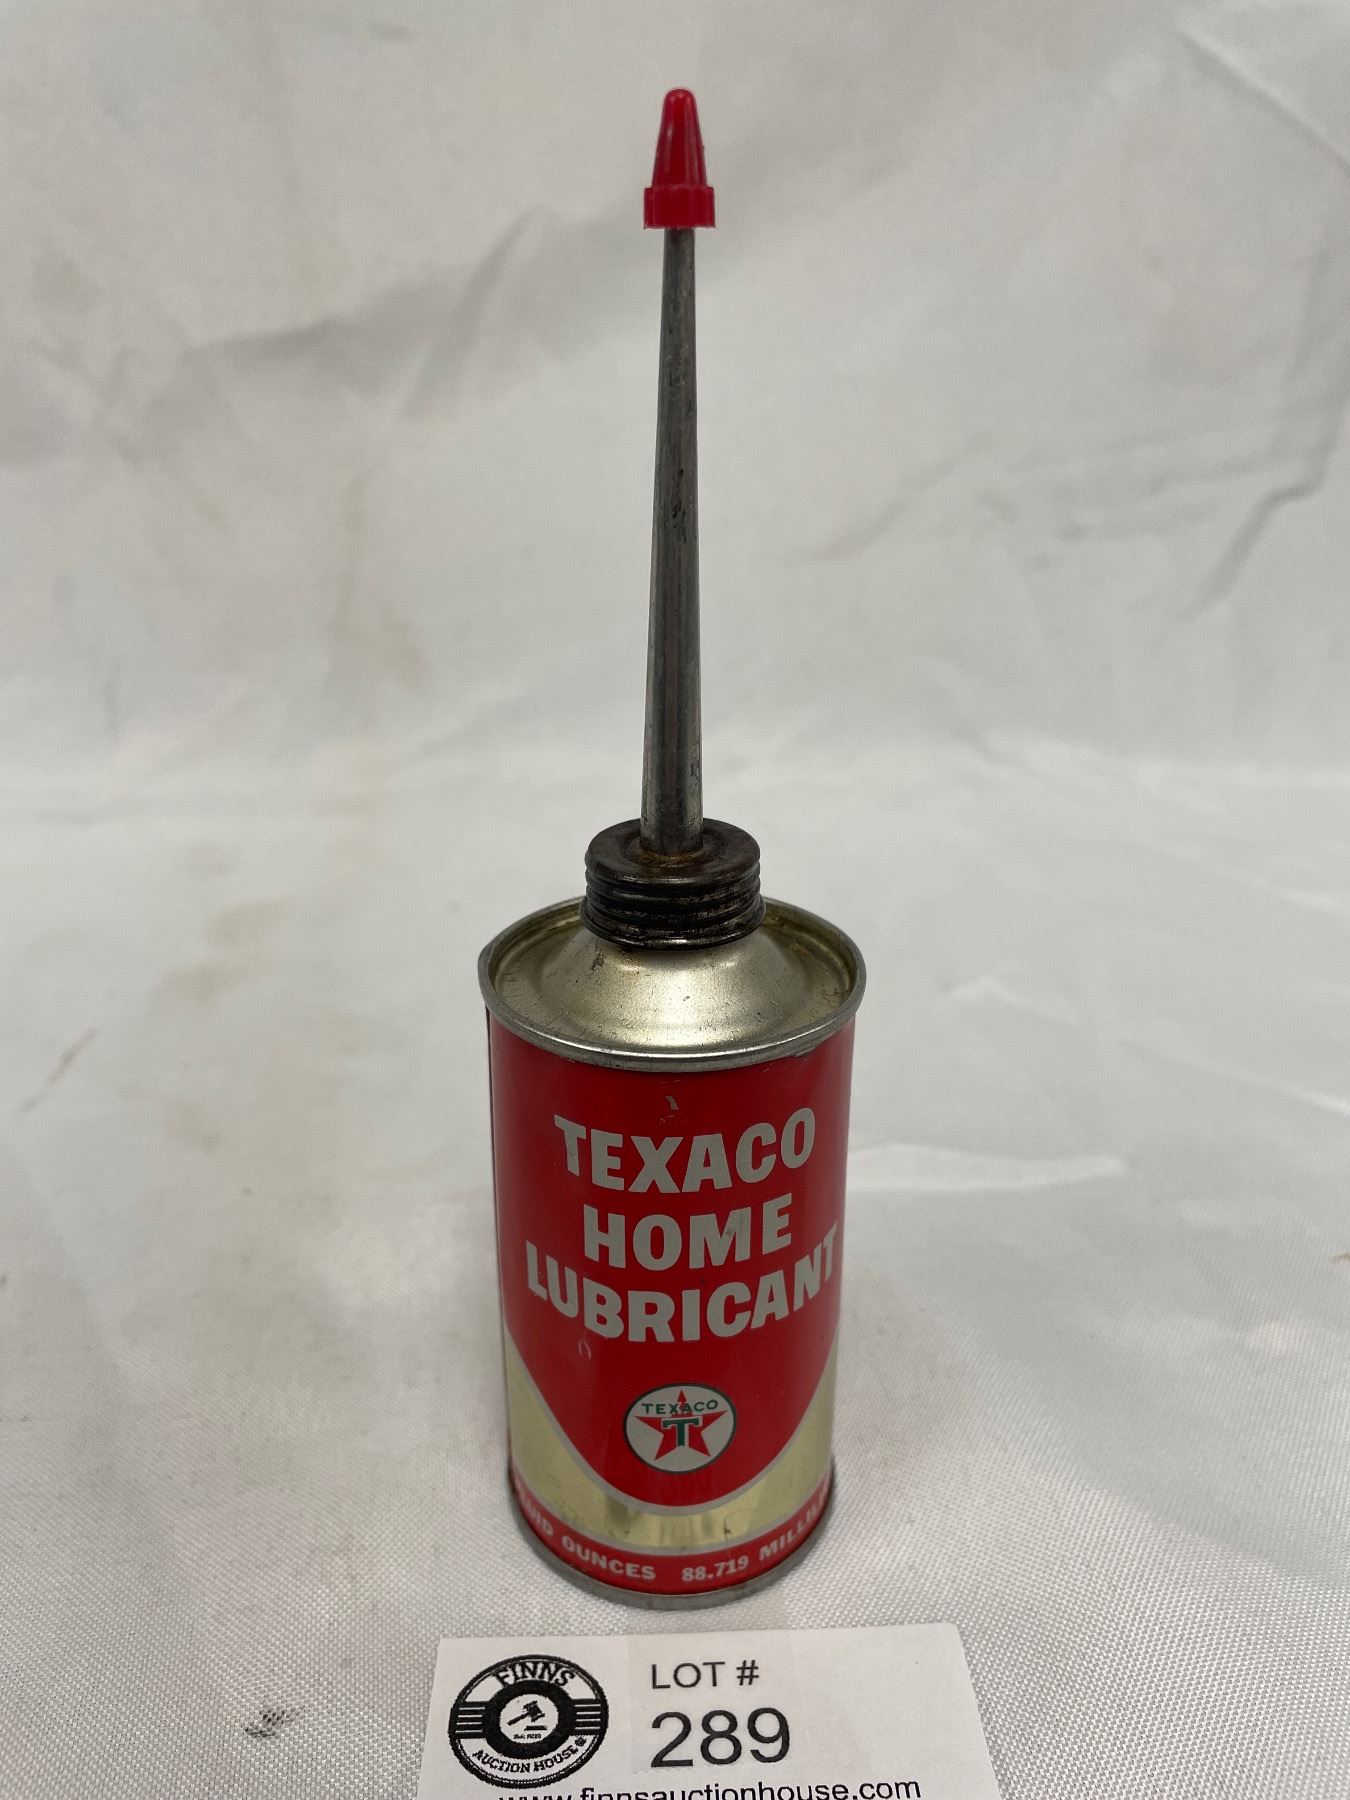 TEXACO
HOME
LUBRICANT
TEXACO
T
OUNCES 88.719
FINNS
AUCTION HOUSE
LOT #
289
www.finnsauctionhouse.com